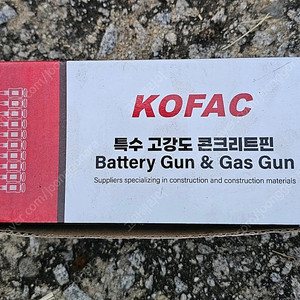 KOFAC
특수 고강도 콘크리트핀
Battery Gun & Gas Gun
Suppliers specializing in construction and construction materials